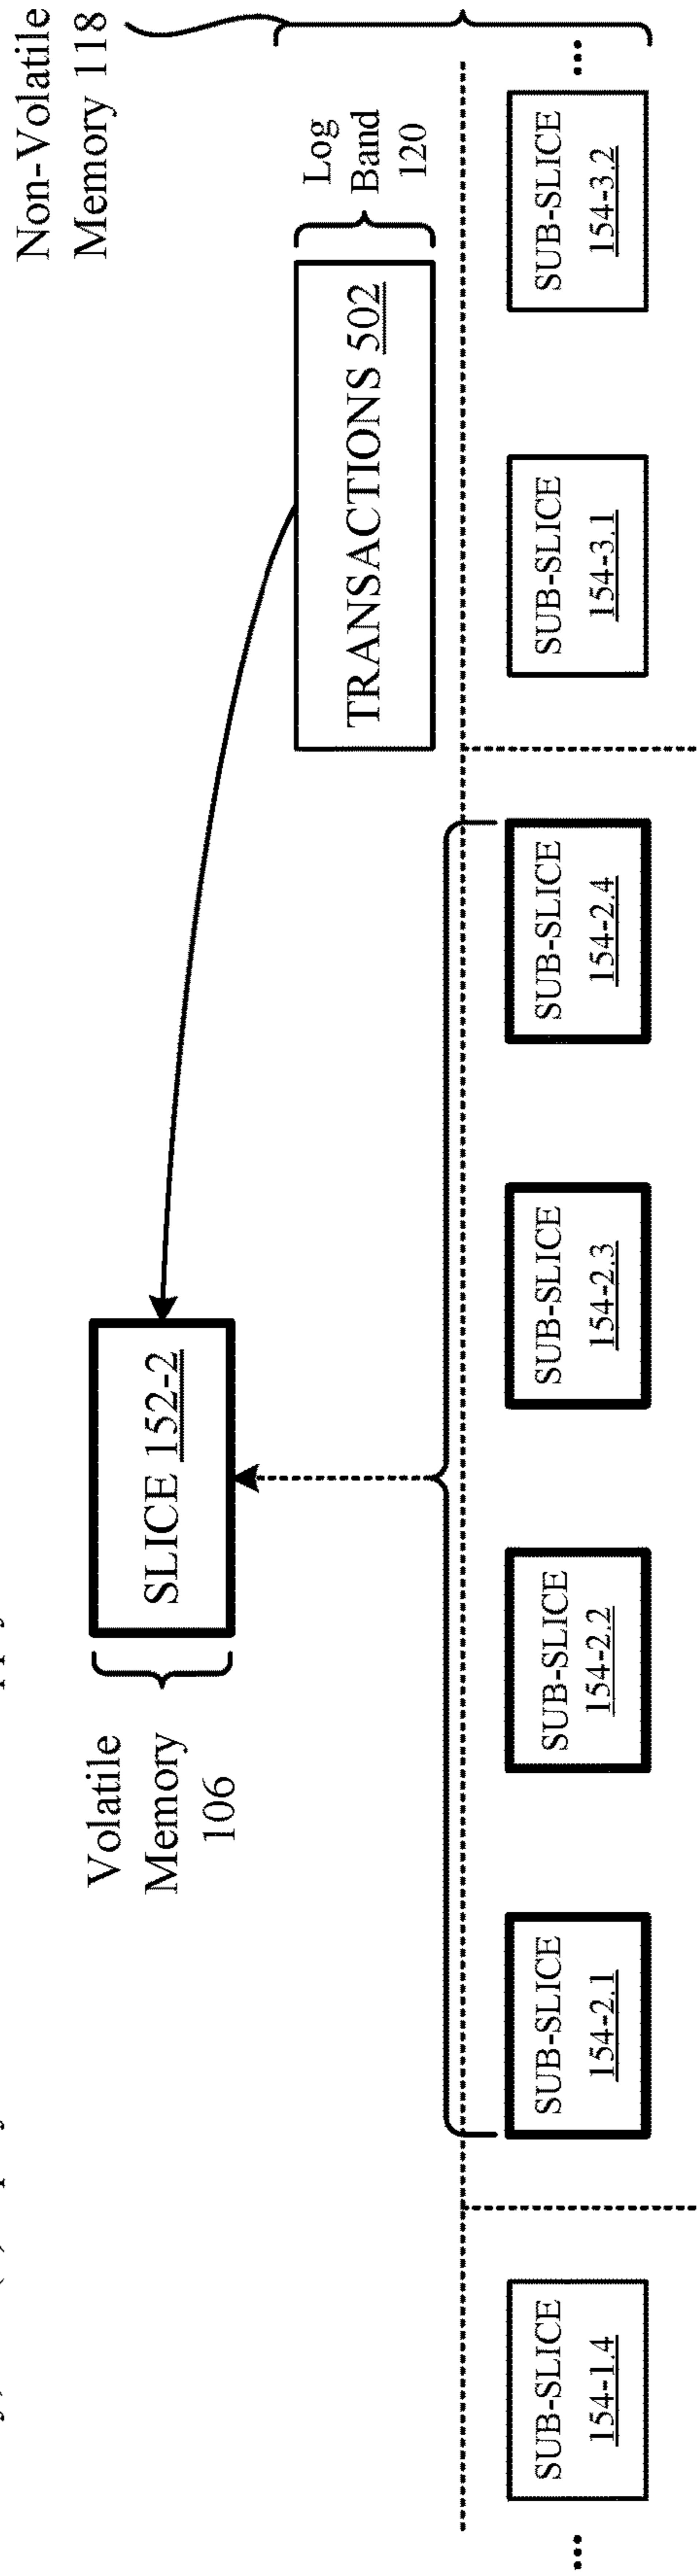 Non-Volatile
Memory 118
Volatile
Memory
106
SLICE 152-2
Log
Band
120
TRANSACTIONS 502
...
SUB-SLICE
154-1.4
SUB-SLICE
154-2.1
SUB-SLICE
154-2.2
SUB-SLICE
154-2.3
SUB-SLICE
154-2.4
SUB-SLICE
154-3.1
SUB-SLICE
154-3.2
...